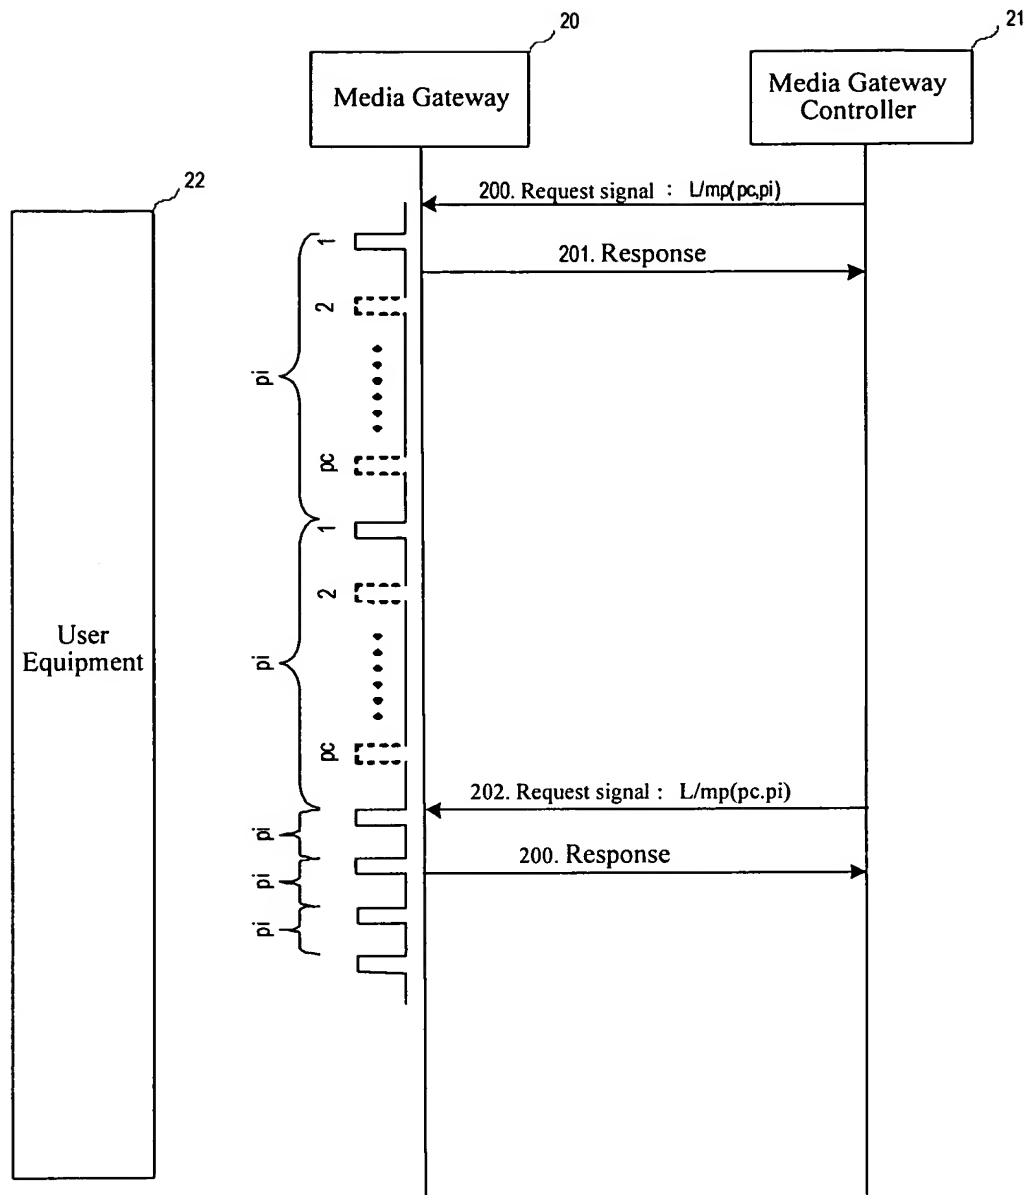 20
21
Media Gateway
Media Gateway
Controller
22
200. Request signal : L/mp(pc,pi)
1
201. Response
2
pi
pc
1
2
User
Equipment
pi
pc
202. Request signal : L/mp(pc.pi)
pi
200. Response
pi
pi